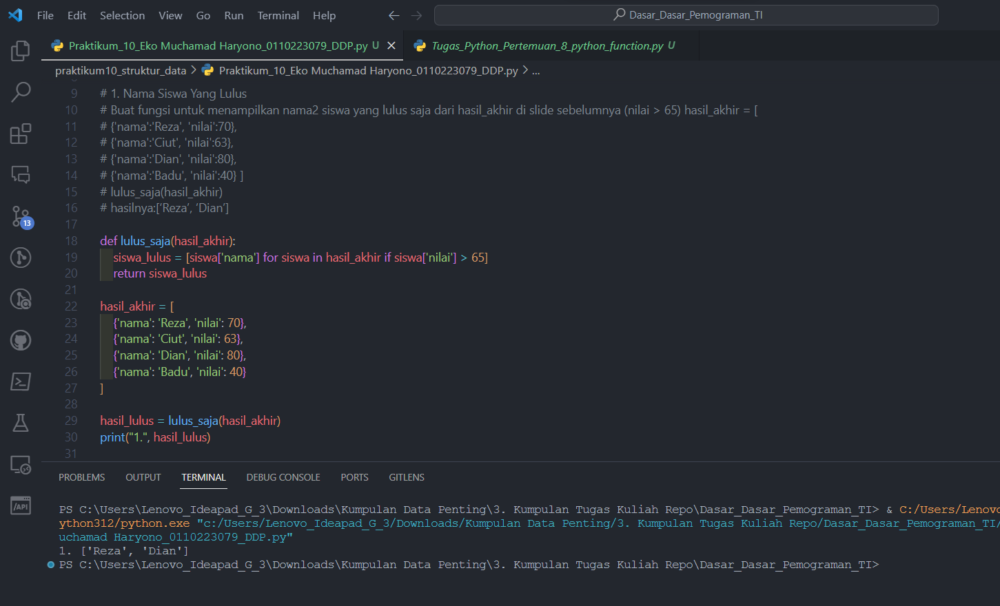 File Edit Selection View Go Run Terminal Help
Dasar_Dasar_Pemograman_TI
Praktikum_10_Eko Muchamad Haryono_0110223079_DDP.py U
Tugas_Python_Pertemuan_8_python_function.py U
praktikum10_struktur_data > Praktikum_10_Eko Muchamad Haryono_0110223079_DDP.py > ...
9 # 1. Nama Siswa Yang Lulus
10 # Buat fungsi untuk menampilkan nama2 siswa yang lulus saja dari hasil_akhir di slide sebelumnya (nilai > 65) hasil_akhir = [
11 # {'nama':'Reza', 'nilai':70},
12 # {'nama':'Ciut', 'nilai':63},
13 # {'nama':'Dian', 'nilai':80},
14 # {'nama':'Badu', 'nilai':40} ]
15 # lulus_saja(hasil_akhir)
16 # hasilnya:[‘Reza’, ‘Dian’]
17
18 def lulus_saja(hasil_akhir):
19 siswa_lulus = [siswa['nama'] for siswa in hasil_akhir if siswa['nilai'] > 65]
20 return siswa_lulus
21
22 hasil_akhir = [
23 {'nama': 'Reza', 'nilai': 70},
24 {'nama': 'Ciut', 'nilai': 63},
25 {'nama': 'Dian', 'nilai': 80},
26 {'nama': 'Badu', 'nilai': 40}
27 ]
28
29 hasil_lulus = lulus_saja(hasil_akhir)
30 print("1.", hasil_lulus)
31
13
PROBLEMS OUTPUT TERMINAL DEBUG CONSOLE PORTS GITLENS
/API
PS C:\Users\Lenovo_Ideapad_G_3\Downloads\Kumpulan Data Penting\3. Kumpulan Tugas Kuliah Repo\Dasar_Dasar_Pemograman_TI> & C:/Users/Lenovo
ython312/python.exe "c:/Users/Lenovo_Ideapad_G_3/Downloads/Kumpulan Data Penting/3. Kumpulan Tugas Kuliah Repo/Dasar_Dasar_Pemograman_TI/
uchamad Haryono_0110223079_DDP.py"
1. ['Reza', 'Dian']
PS C:\Users\Lenovo_Ideapad_G_3\Downloads\Kumpulan Data Penting\3. Kumpulan Tugas Kuliah Repo\Dasar_Dasar_Pemograman_TI>